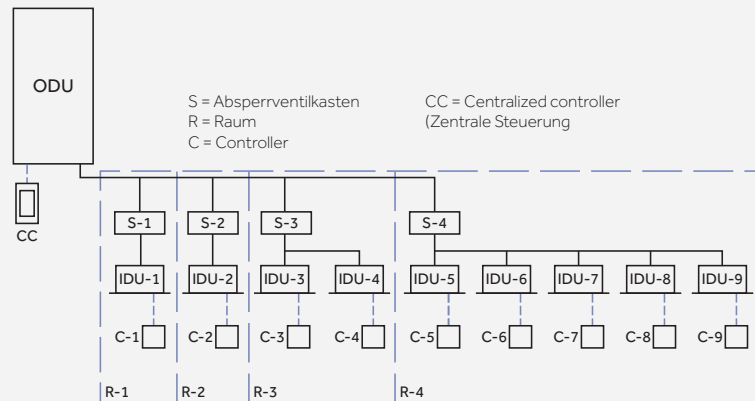 ODU
S = Absperrventilkasten
R = Raum
C = Controller
CC = Centralized controller
(Zentrale Steuerung
CC
S-1
S-2
S-3
S-4
IDU-1
IDU-2
IDU-3
IDU-4
IDU-5
IDU-6
IDU-7
IDU-8
IDU-9
C-1
C-2
C-3
C-4
C-5
C-6
C-7
C-8
C-9
R-1
R-2
R-3
R-4